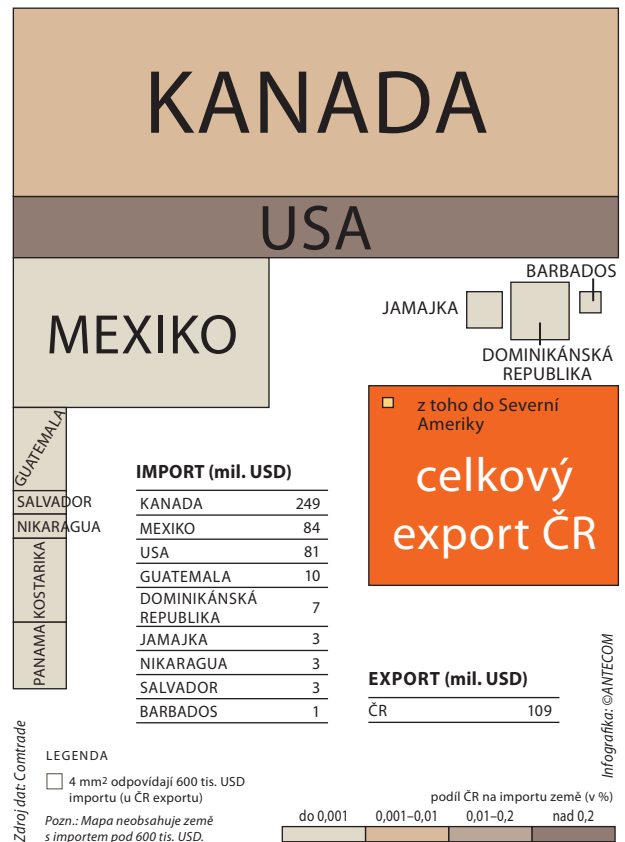 KANADA
USA
MEXIKO
BARBADOS
JAMAJKA
DOMINIKÁNSKÁ
REPUBLIKA
z toho do Severní
Ameriky
celkový
export ČR
GUATEMALA
SALVADOR
NIKARAGUA
KOSTARIKA
PANAMA
IMPORT (mil. USD)
KANADA 249
MEXIKO 84
USA 81
GUATEMALA 10
DOMINIKÁNSKÁ
REPUBLIKA 7
JAMAJKA 3
NIKARAGUA 3
SALVADOR 3
BARBADOS 1
EXPORT (mil. USD)
ČR 109
Infografika: ©ANTECOM
Zdroj dat: Comtrade
LEGENDA
4 mm² odpovídají 600 tis. USD
importu (u ČR exportu)
Pozn.: Mapa neobsahuje země
s importem pod 600 tis. USD.
podíl ČR na importu země (v %)
do 0,001 0,001–0,01 0,01–0,2 nad 0,2